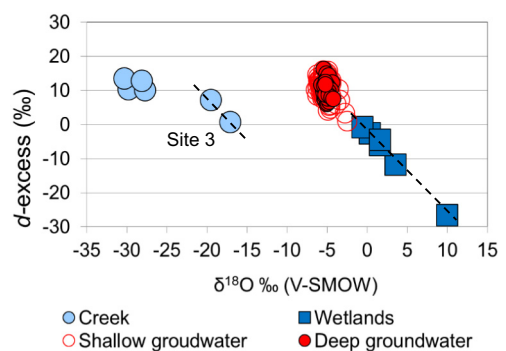 30
20
10
0
-10
-20
-30
d-excess (‰)
Site 3
-35 -30 -25 -20 -15 -10 -5 0 5 10 15
δ¹⁸O ‰ (V-SMOW)
Creek Wetlands
Shallow groudwater Deep groundwater